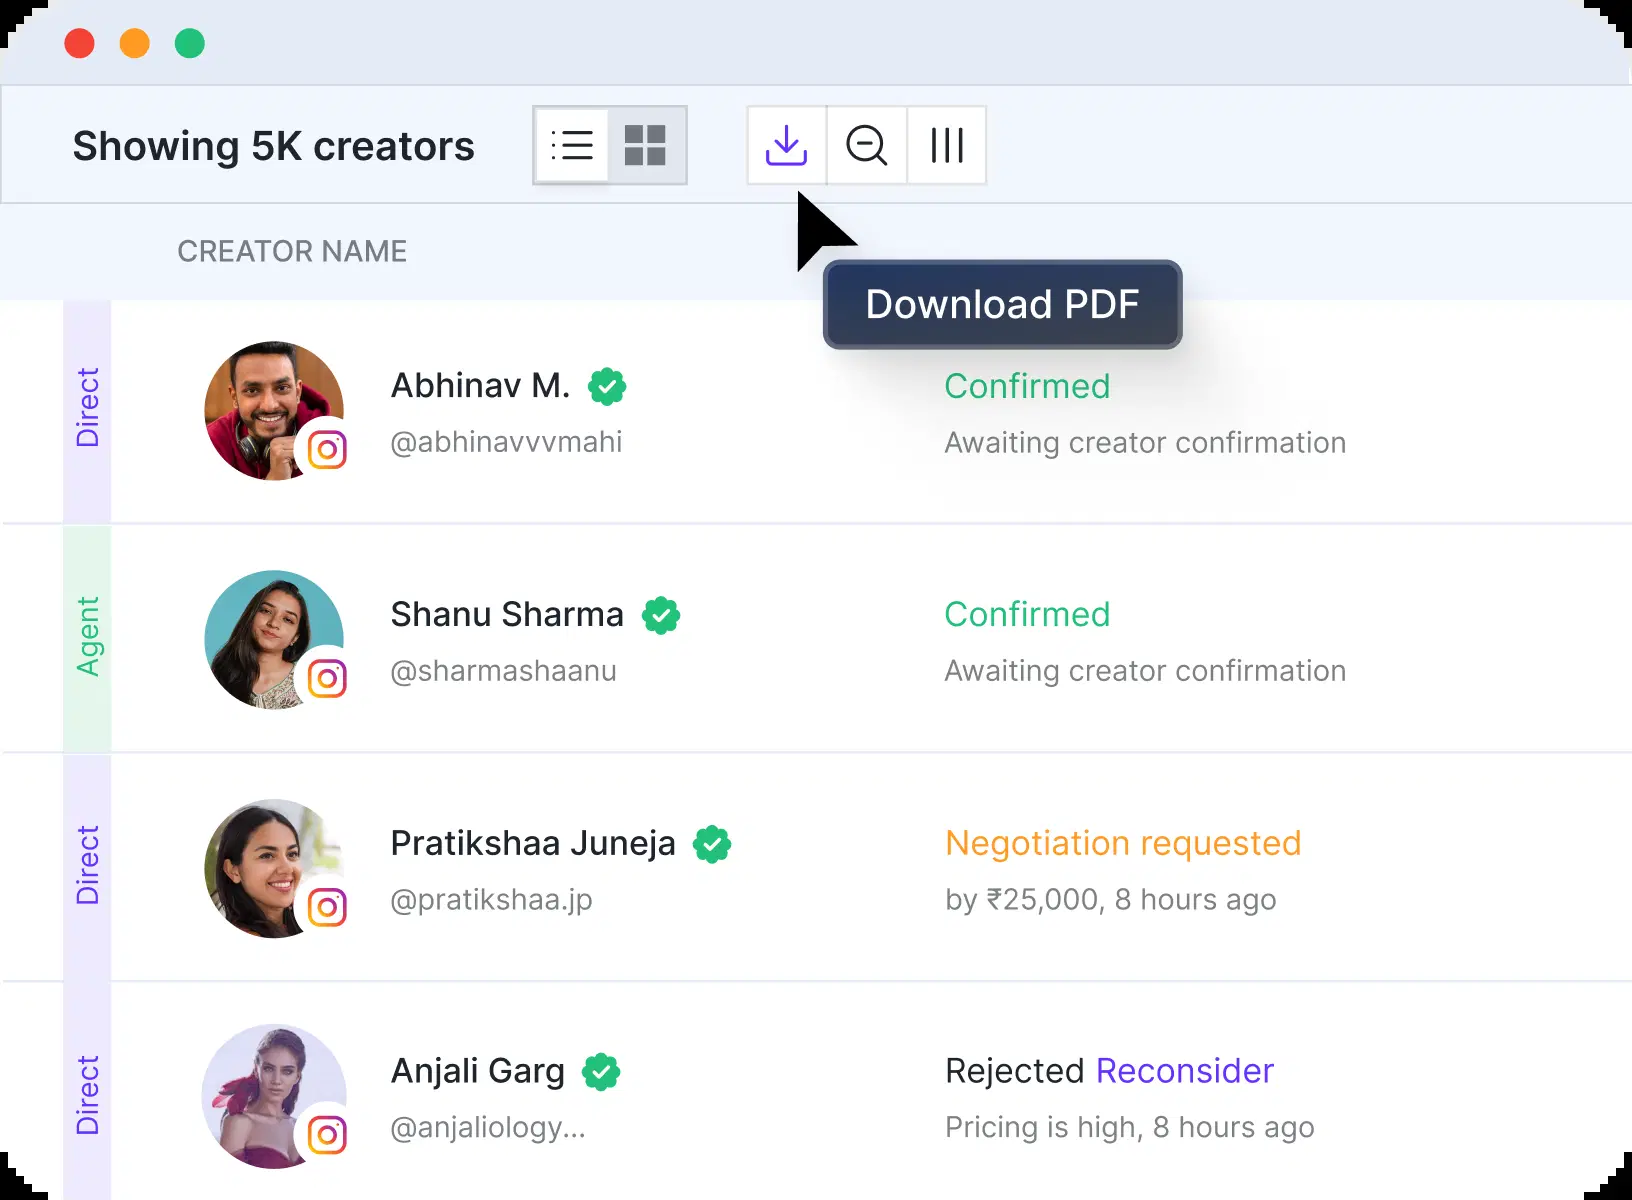 Showing 5K creators
CREATOR NAME
Download PDF
Direct
Abhinav M.
@abhinavvvmahi
Confirmed
Awaiting creator confirmation
Agent
Shanu Sharma
@sharmashaanu
Confirmed
Awaiting creator confirmation
Direct
Pratikshaa Juneja
@pratikshaa.jp
Negotiation requested
by ₹25,000, 8 hours ago
Direct
Anjali Garg
@anjaliology...
Rejected Reconsider
Pricing is high, 8 hours ago